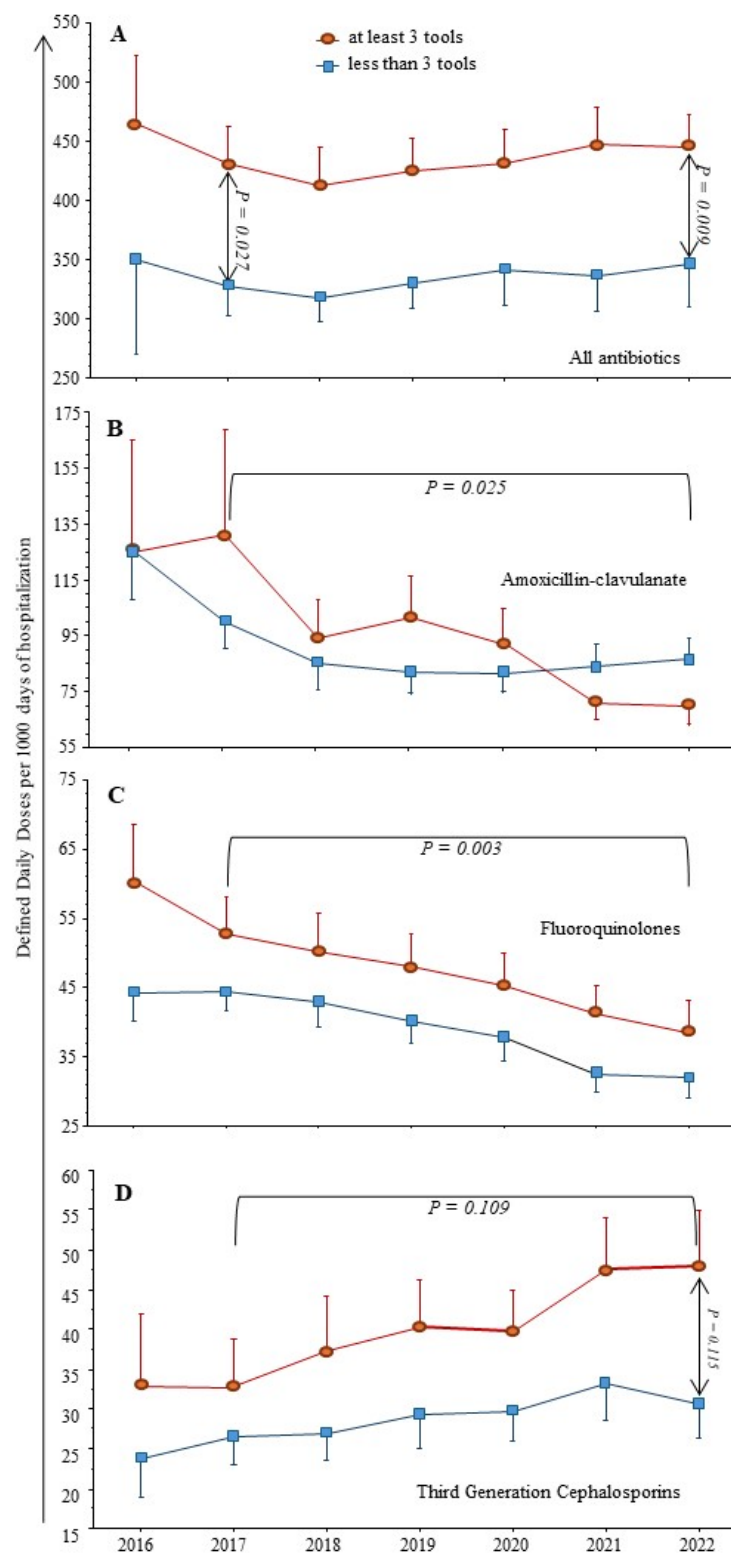 Defined Daily Doses per 1000 days of hospitalization
A
at least 3 tools
less than 3 tools
550
500
450
400
350
300
250
P = 0.027
P = 0.009
All antibiotics
B
175
155
135
115
95
75
55
P = 0.025
Amoxicillin-clavulanate
C
75
65
55
45
35
25
P = 0.003
Fluoroquinolones
D
60
55
50
45
40
35
30
25
20
15
P = 0.109
P = 0.115
Third Generation Cephalosporins
2016 2017 2018 2019 2020 2021 2022